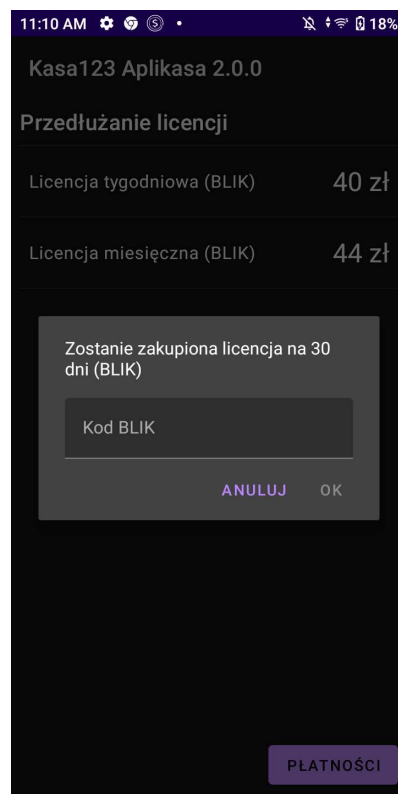 11:10 AM 18%
Kasa123 Aplikasa 2.0.0
Przedłużanie licencji
Licencja tygodniowa (BLIK) 40 zł
Licencja miesięczna (BLIK) 44 zł
Zostanie zakupiona licencja na 30
dni (BLIK)
Kod BLIK
ANULUJ OK
PŁATNOŚCI